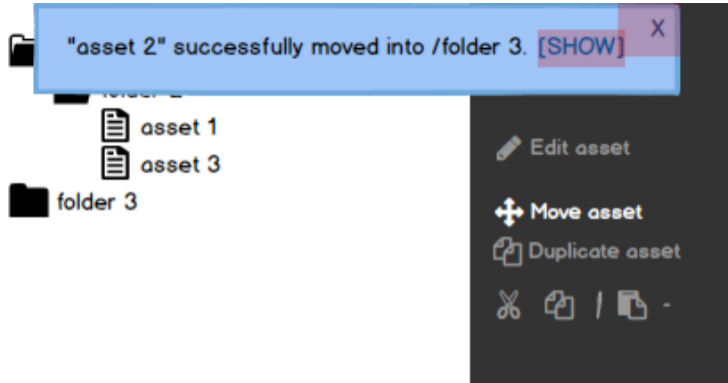 "asset 2" successfully moved into /folder 3. [SHOW] X
asset 1
asset 3
folder 3
Edit asset
Move asset
Duplicate asset